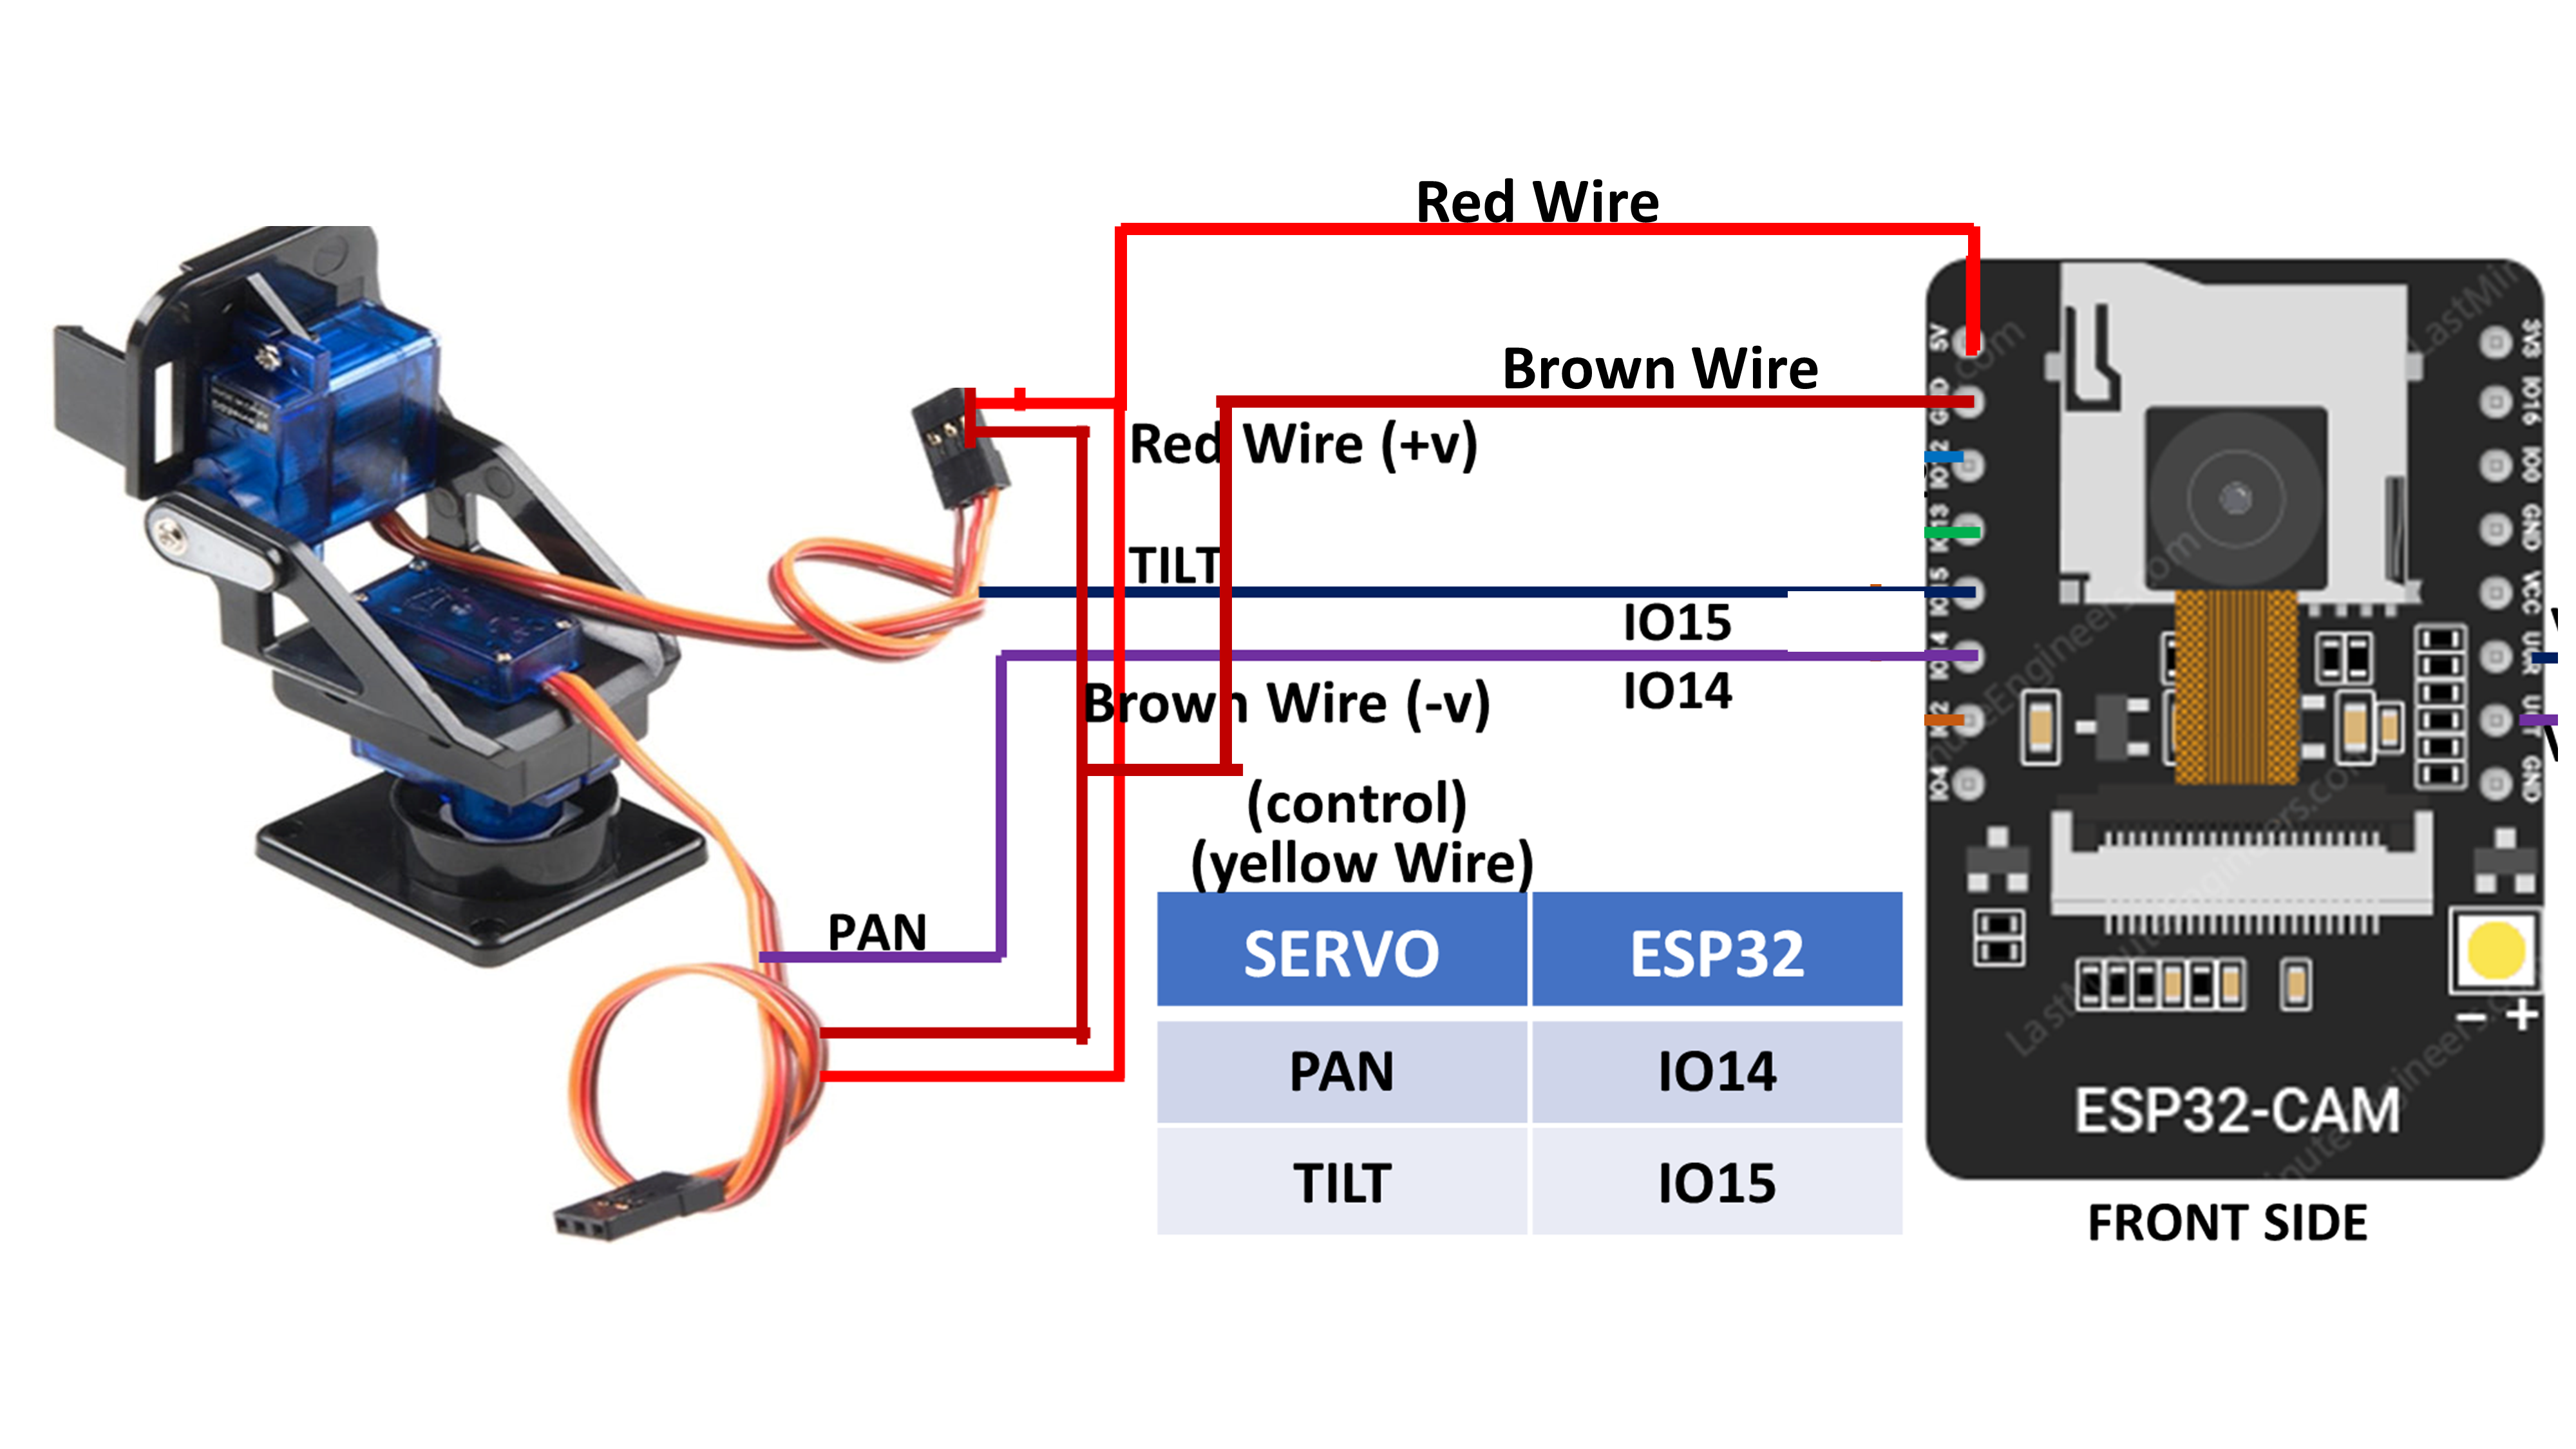 Red Wire
Brown Wire
Red Wire (+v)
TILT
IO15
IO14
Brown Wire (-v)
(control)
(yellow Wire)
PAN
SERVO ESP32
PAN IO14
TILT IO15
5V
GND
IO4
3V3
IO16
IO0
GND
VCC
GND
- +
ESP32-CAM
FRONT SIDE